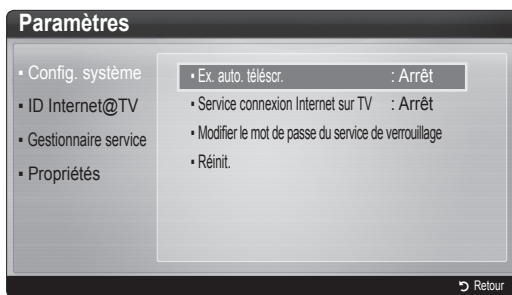 Paramètres
▪ Config. système
▪ ID Internet@TV
▪ Gestionnaire service
▪ Propriétés
▪ Ex. auto. téléscr. : Arrêt
▪ Service connexion Internet sur TV : Arrêt
▪ Modifier le mot de passe du service de verrouillage
▪ Réinit.
Retour